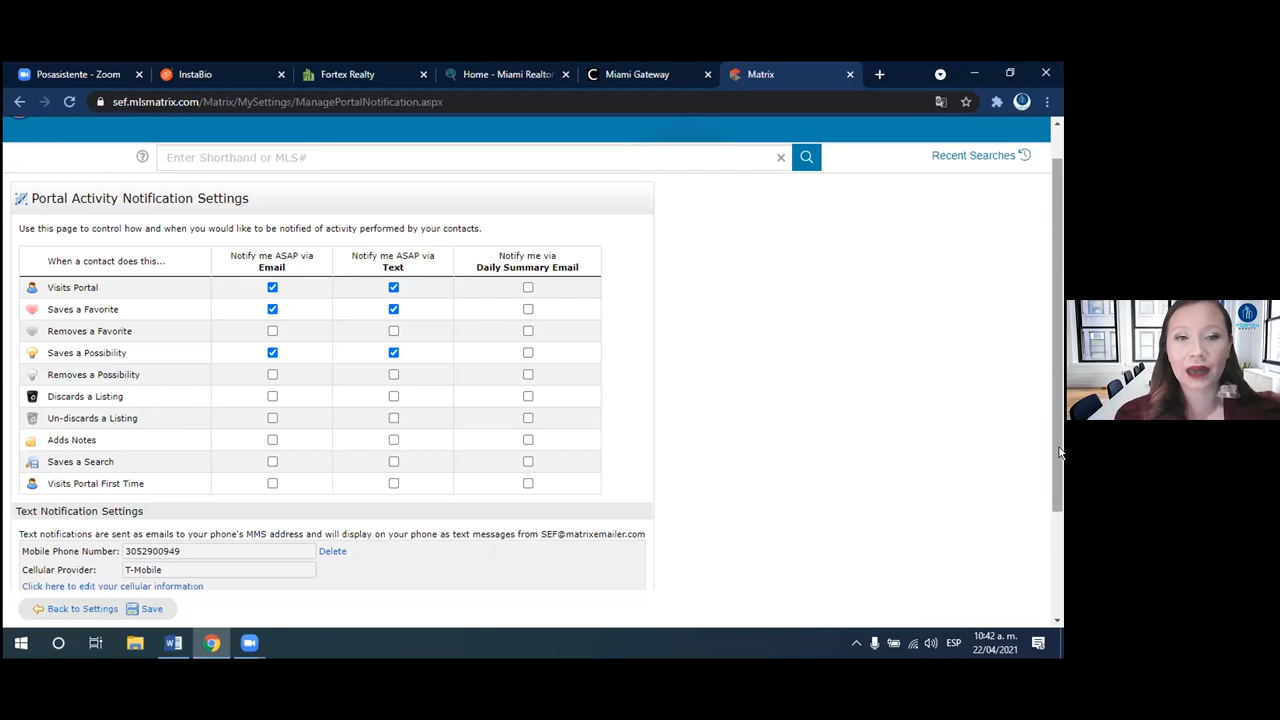 Posasistente - Zoom
InstaBio
Fortex Realty
Home - Miami Realtor
Miami Gateway
Matrix
sef.mlsmatrix.com/Matrix/MySettings/ManagePortalNotification.aspx
Enter Shorthand or MLS#
Recent Searches
Portal Activity Notification Settings
Use this page to control how and when you would like to be notified of activity performed by your contacts.
When a contact does this...
Notify me ASAP via
Email
Notify me ASAP via
Text
Notify me via
Daily Summary Email
Visits Portal
Saves a Favorite
Removes a Favorite
Saves a Possibility
Removes a Possibility
Discards a Listing
Un-discards a Listing
Adds Notes
Saves a Search
Visits Portal First Time
Text Notification Settings
Text notifications are sent as emails to your phone's MMS address and will display on your phone as text messages from SEF@matrixemailer.com
Mobile Phone Number: 3052900949 Delete
Cellular Provider: T-Mobile
Click here to edit your cellular information
Back to Settings Save
ESP
10:42 a. m.
22/04/2021